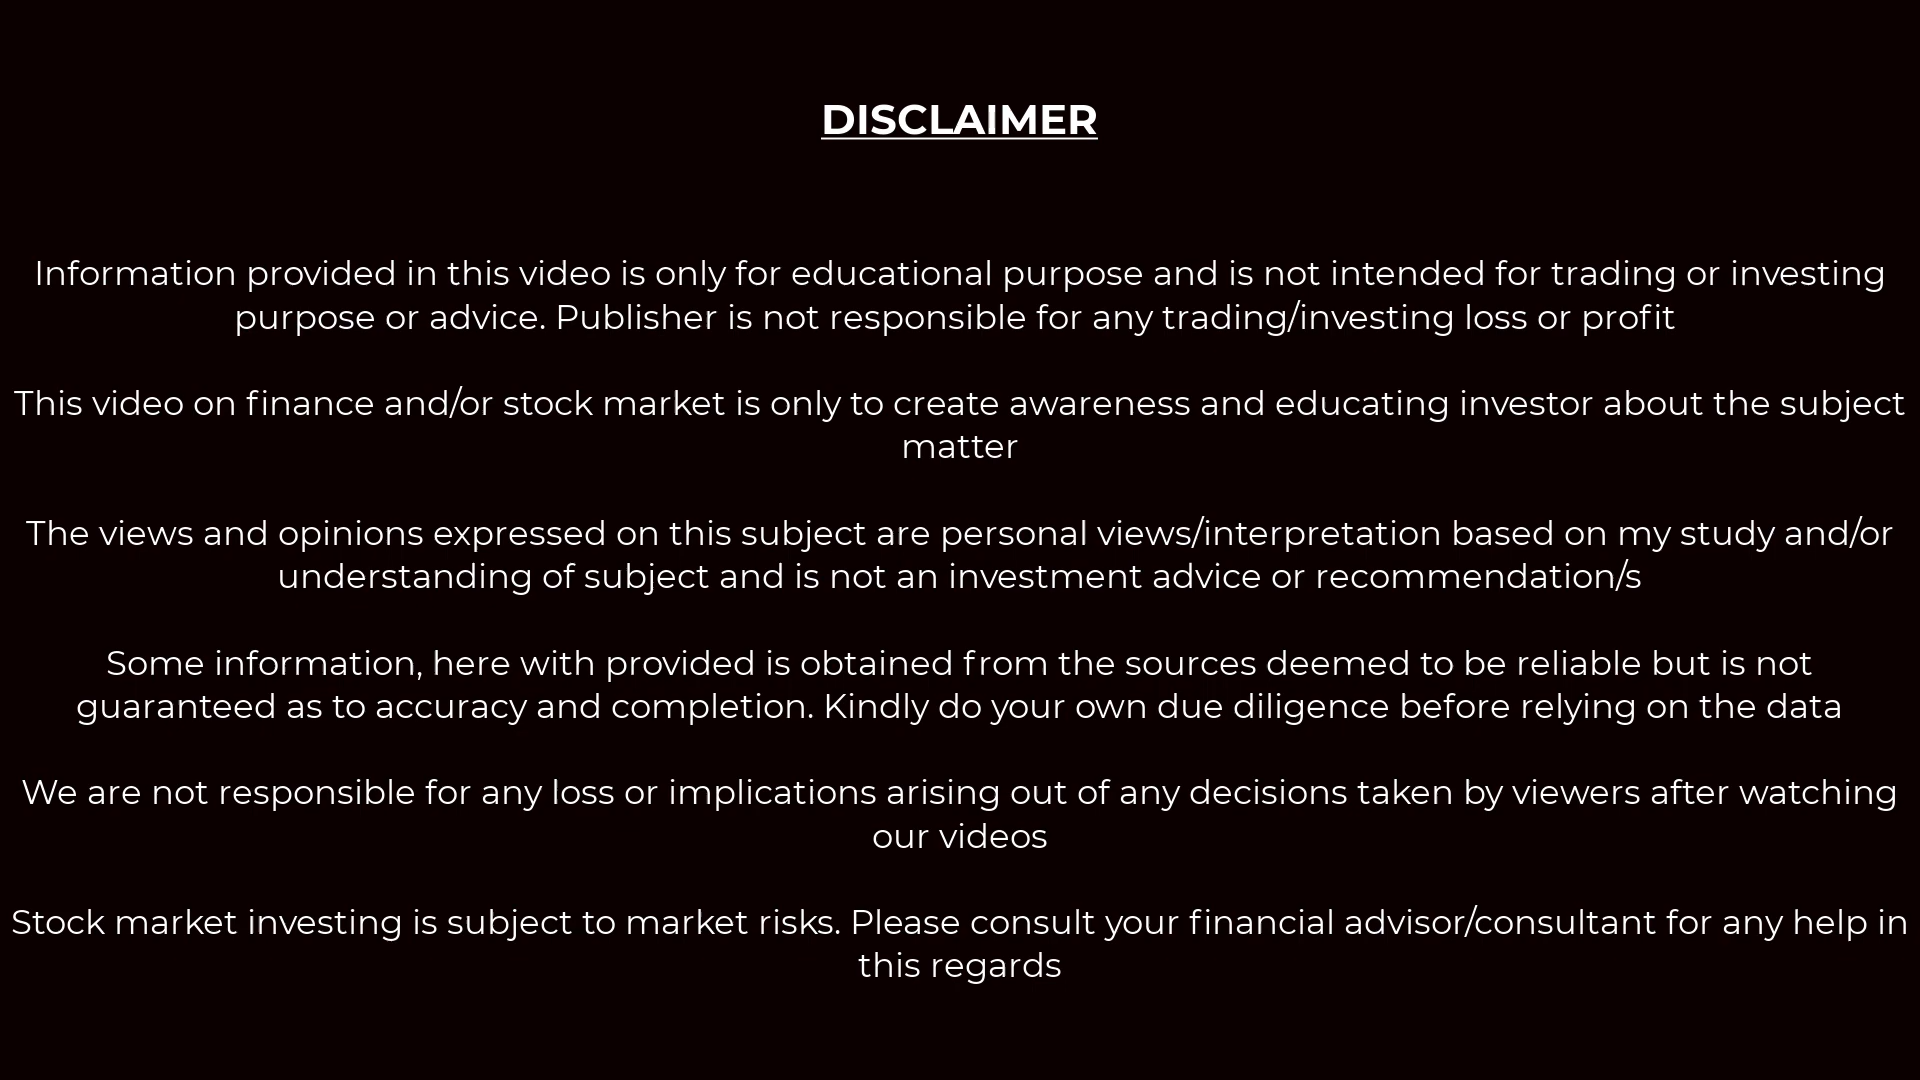 DISCLAIMER
Information provided in this video is only for educational purpose and is not intended for trading or investing
purpose or advice. Publisher is not responsible for any trading/investing loss or profit
This video on finance and/or stock market is only to create awareness and educating investor about the subject
matter
The views and opinions expressed on this subject are personal views/interpretation based on my study and/or
understanding of subject and is not an investment advice or recommendation/s
Some information, here with provided is obtained from the sources deemed to be reliable but is not
guaranteed as to accuracy and completion. Kindly do your own due diligence before relying on the data
We are not responsible for any loss or implications arising out of any decisions taken by viewers after watching
our videos
Stock market investing is subject to market risks. Please consult your financial advisor/consultant for any help in
this regards